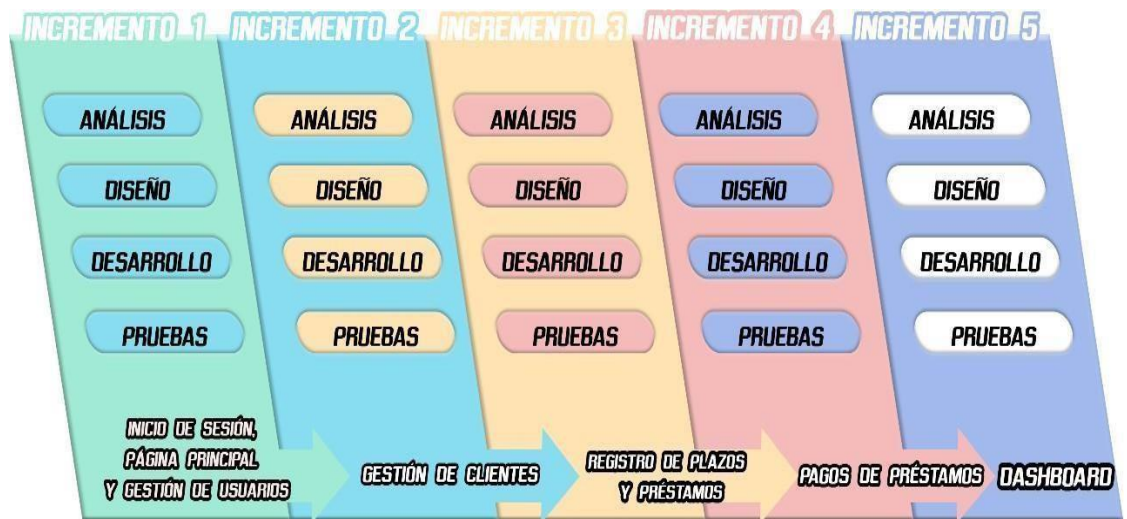 INCREMENTO 1
INCREMENTO 2
INCREMENTO 3
INCREMENTO 4
INCREMENTO 5
ANÁLISIS
ANÁLISIS
ANÁLISIS
ANÁLISIS
ANÁLISIS
DISEÑO
DISEÑO
DISEÑO
DISEÑO
DISEÑO
DESARROLLO
DESARROLLO
DESARROLLO
DESARROLLO
DESARROLLO
PRUEBAS
PRUEBAS
PRUEBAS
PRUEBAS
PRUEBAS
INICIO DE SESIÓN,
PÁGINA PRINCIPAL
Y GESTIÓN DE USUARIOS
GESTIÓN DE CLIENTES
REGISTRO DE PLAZOS
Y PRÉSTAMOS
PAGOS DE PRÉSTAMOS
DASHBOARD